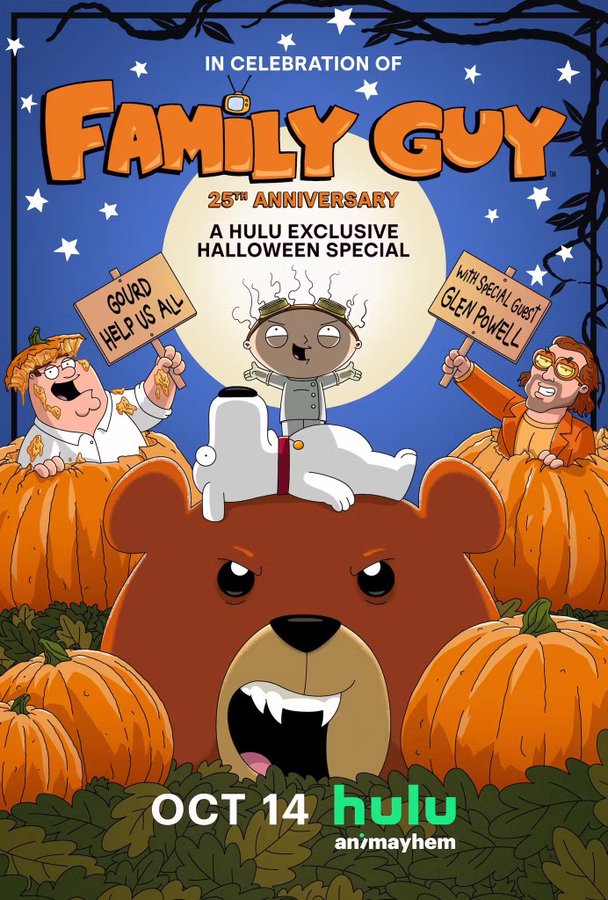 IN CELEBRATION OF
FAMILY GUY
™
25TH ANNIVERSARY
A HULU EXCLUSIVE
HALLOWEEN SPECIAL
GOURD
HELP US ALL
WITH SPECIAL GUEST
GLEN POWELL
OCT 14 hulu
animayhem